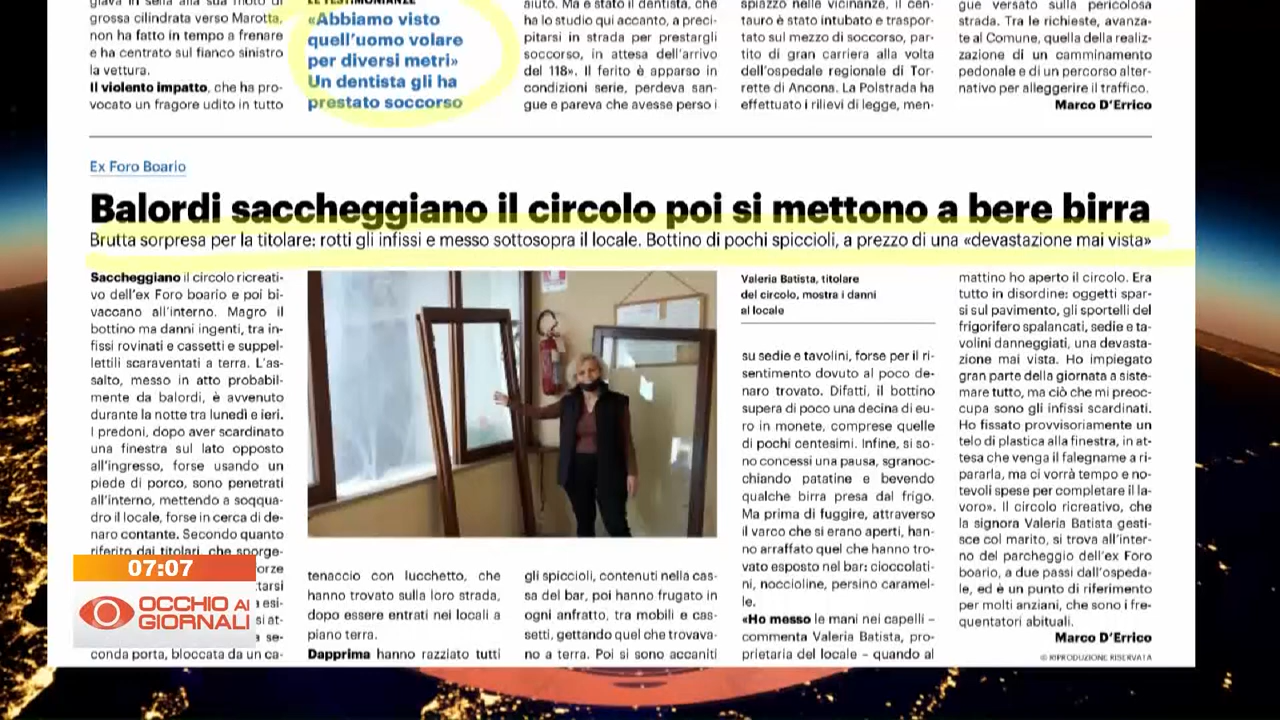 giava in sella alla sua moto di
grossa cilindrata verso Marotta,
non ha fatto in tempo a frenare
e ha centrato sul fianco sinistro
la vettura.
Il violento impatto, che ha pro-
vocato un fragore udito in tutto
LE TESTIMONIANZE
«Abbiamo visto
quell'uomo volare
per diversi metri»
Un dentista gli ha
prestato soccorso
aiuto. Ma è stato il dentista, che
ha lo studio qui accanto, a preci-
pitarsi in strada per prestargli
soccorso, in attesa dell'arrivo
del 118». Il ferito è apparso in
condizioni serie, perdeva san-
gue e pareva che avesse perso i
spiazzo nelle vicinanze, il cen-
tauro è stato intubato e traspor-
tato sul mezzo di soccorso, par-
tito di gran carriera alla volta
dell'ospedale regionale di Tor-
rette di Ancona. La Polstrada ha
effettuato i rilievi di legge, men-
gue versato sulla pericolosa
strada. Tra le richieste, avanza-
te al Comune, quella della realiz-
zazione di un camminamento
pedonale e di un percorso alter-
nativo per alleggerire il traffico.
Marco D'Errico
Ex Foro Boario
Balordi saccheggiano il circolo poi si mettono a bere birra
Brutta sorpresa per la titolare: rotti gli infissi e messo sottosopra il locale. Bottino di pochi spiccioli, a prezzo di una «devastazione mai vista»
Saccheggiano il circolo ricreati-
vo dell'ex Foro boario e poi bi-
vaccano all'interno. Magro il
bottino ma danni ingenti, tra in-
fissi rovinati e cassetti e suppel-
lettili scaraventati a terra. L'as-
salto, messo in atto probabil-
mente da balordi, è avvenuto
durante la notte tra lunedì e ieri.
I predoni, dopo aver scardinato
una finestra sul lato opposto
all'ingresso, forse usando un
piede di porco, sono penetrati
all'interno, mettendo a soqqua-
dro il locale, forse in cerca di de-
naro contante. Secondo quanto
riferito dai titolari, che sporge-
orze
tarsi
a esi-
si at-
a se-
conda porta, bloccata da un ca-
tenaccio con lucchetto, che
hanno trovato sulla loro strada,
dopo essere entrati nei locali a
piano terra.
Dapprima hanno razziato tutti
gli spiccioli, contenuti nella cas-
sa del bar, poi hanno frugato in
ogni anfratto, tra mobili e cas-
setti, gettando quel che trovava-
no a terra. Poi si sono accaniti
Valeria Batista, titolare
del circolo, mostra i danni
al locale
su sedie e tavolini, forse per il ri-
sentimento dovuto al poco de-
naro trovato. Difatti, il bottino
supera di poco una decina di eu-
ro in monete, comprese quelle
di pochi centesimi. Infine, si so-
no concessi una pausa, sgranoc-
chiando patatine e bevendo
qualche birra presa dal frigo.
Ma prima di fuggire, attraverso
il varco che si erano aperti, han-
no arraffato quel che hanno tro-
vato esposto nel bar: cioccolati-
ni, noccioline, persino caramel-
le.
«Ho messo le mani nei capelli –
commenta Valeria Batista, pro-
prietaria del locale – quando al
mattino ho aperto il circolo. Era
tutto in disordine: oggetti spar-
si sul pavimento, gli sportelli del
frigorifero spalancati, sedie e ta-
volini danneggiati, una devasta-
zione mai vista. Ho impiegato
gran parte della giornata a siste-
mare tutto, ma ciò che mi preoc-
cupa sono gli infissi scardinati.
Ho fissato provvisoriamente un
telo di plastica alla finestra, in at-
tesa che venga il falegname a ri-
pararla, ma ci vorrà tempo e no-
tevoli spese per completare il la-
voro». Il circolo ricreativo, che
la signora Valeria Batista gesti-
sce col marito, si trova all'inter-
no del parcheggio dell'ex Foro
boario, a due passi dall'ospeda-
le, ed è un punto di riferimento
per molti anziani, che sono i fre-
quentatori abituali.
Marco D'Errico
© RIPRODUZIONE RISERVATA
07:07
OCCHIO AI
GIORNALI